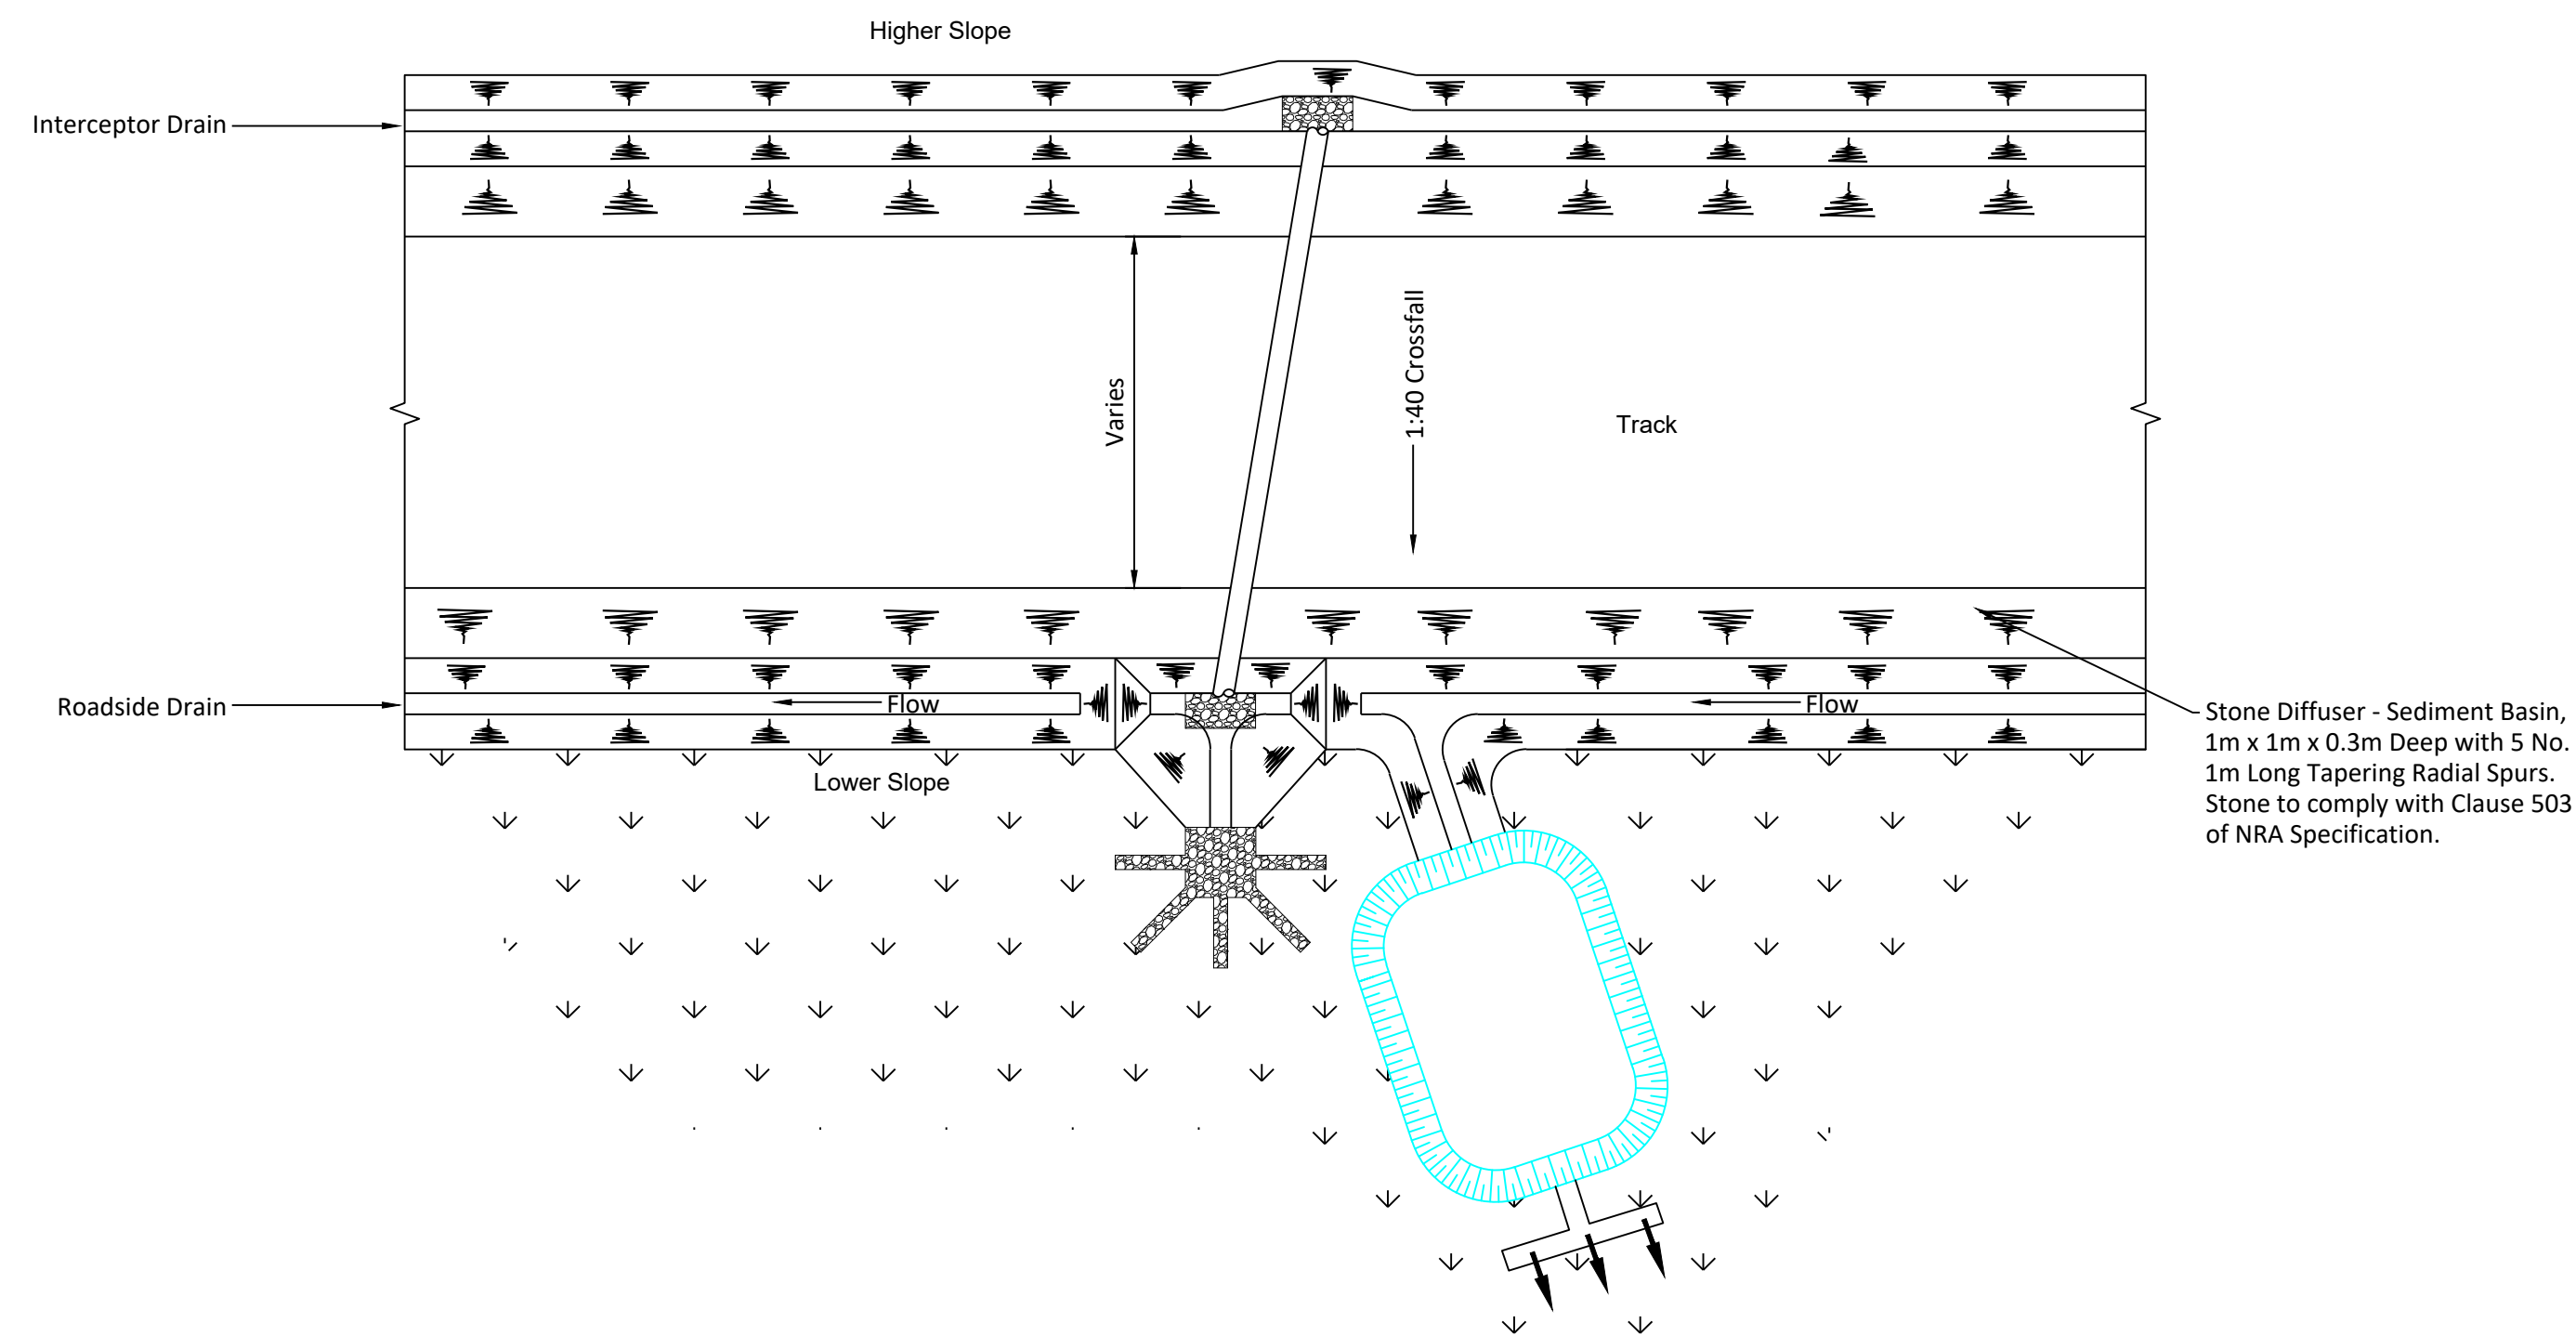 Higher Slope
Interceptor Drain
Varies
1:40 Crossfall
Track
Roadside Drain
Flow
Flow
Stone Diffuser - Sediment Basin,
1m x 1m x 0.3m Deep with 5 No.
1m Long Tapering Radial Spurs.
Stone to comply with Clause 503
of NRA Specification.
Lower Slope